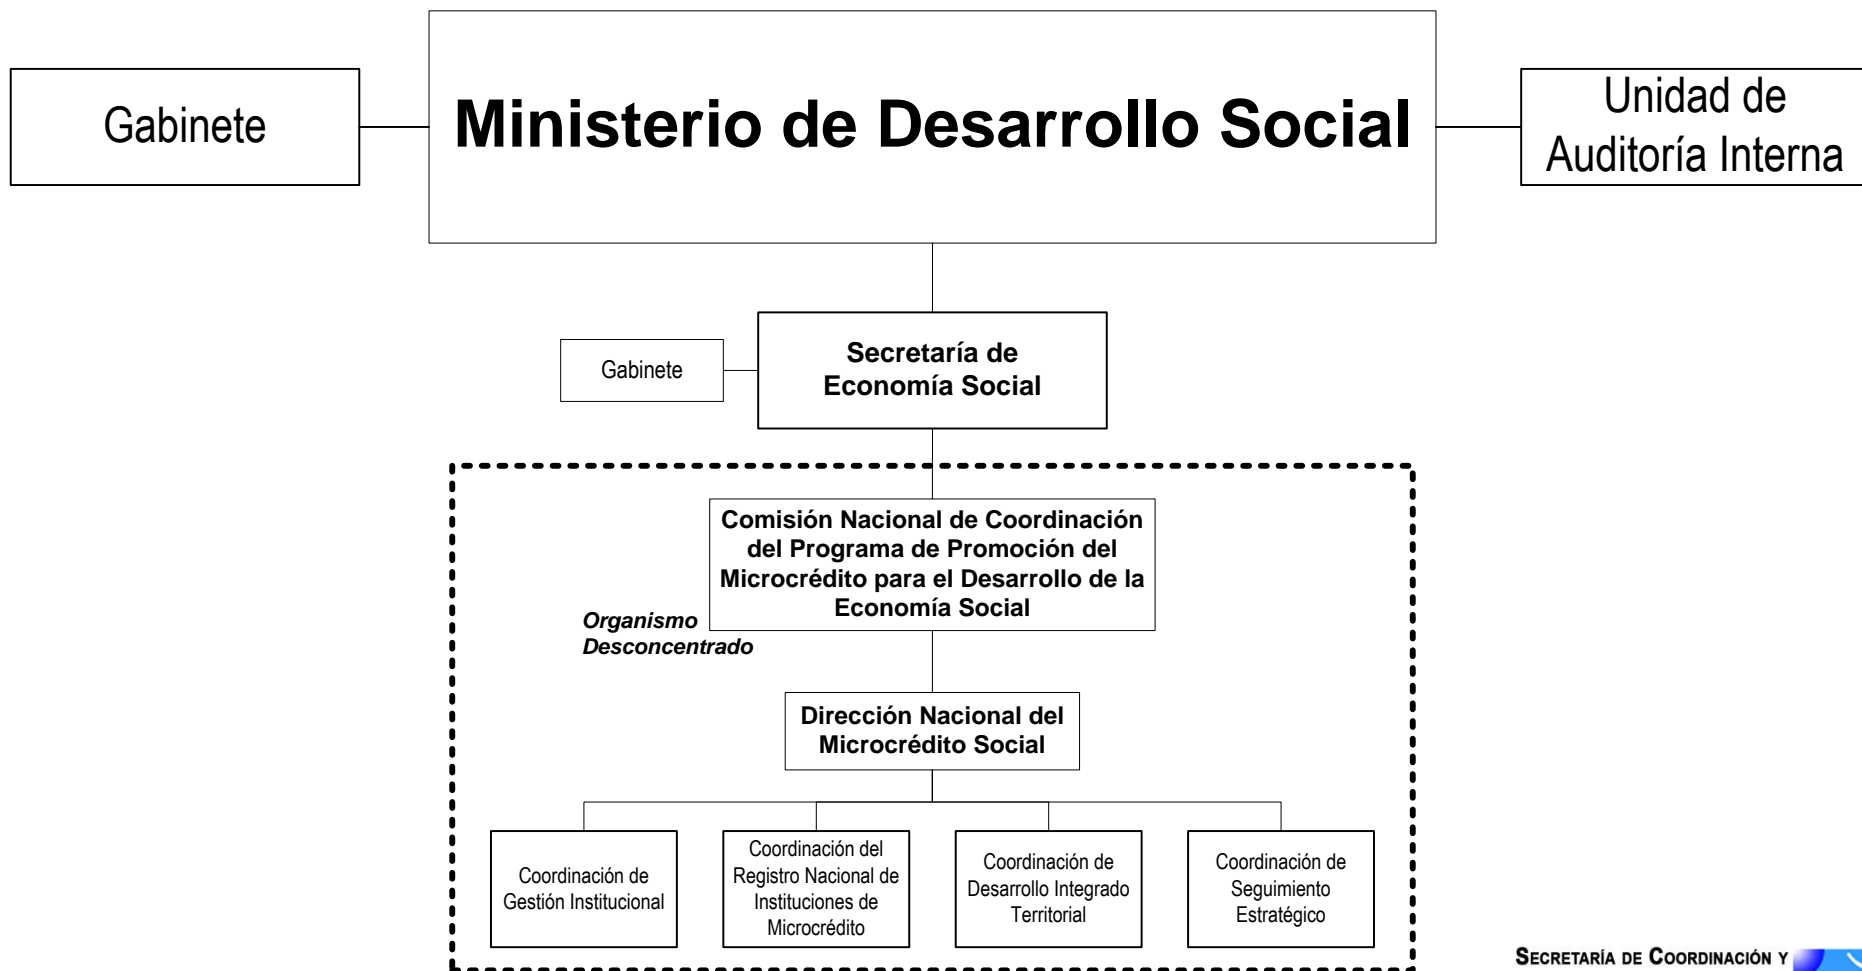 Gabinete
Ministerio de Desarrollo Social
Unidad de
Auditoría Interna
Gabinete
Secretaría de
Economía Social
Comisión Nacional de Coordinación
del Programa de Promoción del
Microcrédito para el Desarrollo de la
Economía Social
Organismo
Desconcentrado
Dirección Nacional del
Microcrédito Social
Coordinación de
Gestión Institucional
Coordinación del
Registro Nacional de
Instituciones de
Microcrédito
Coordinación de
Desarrollo Integrado
Territorial
Coordinación de
Seguimiento
Estratégico
SECRETARÍA DE COORDINACIÓN Y